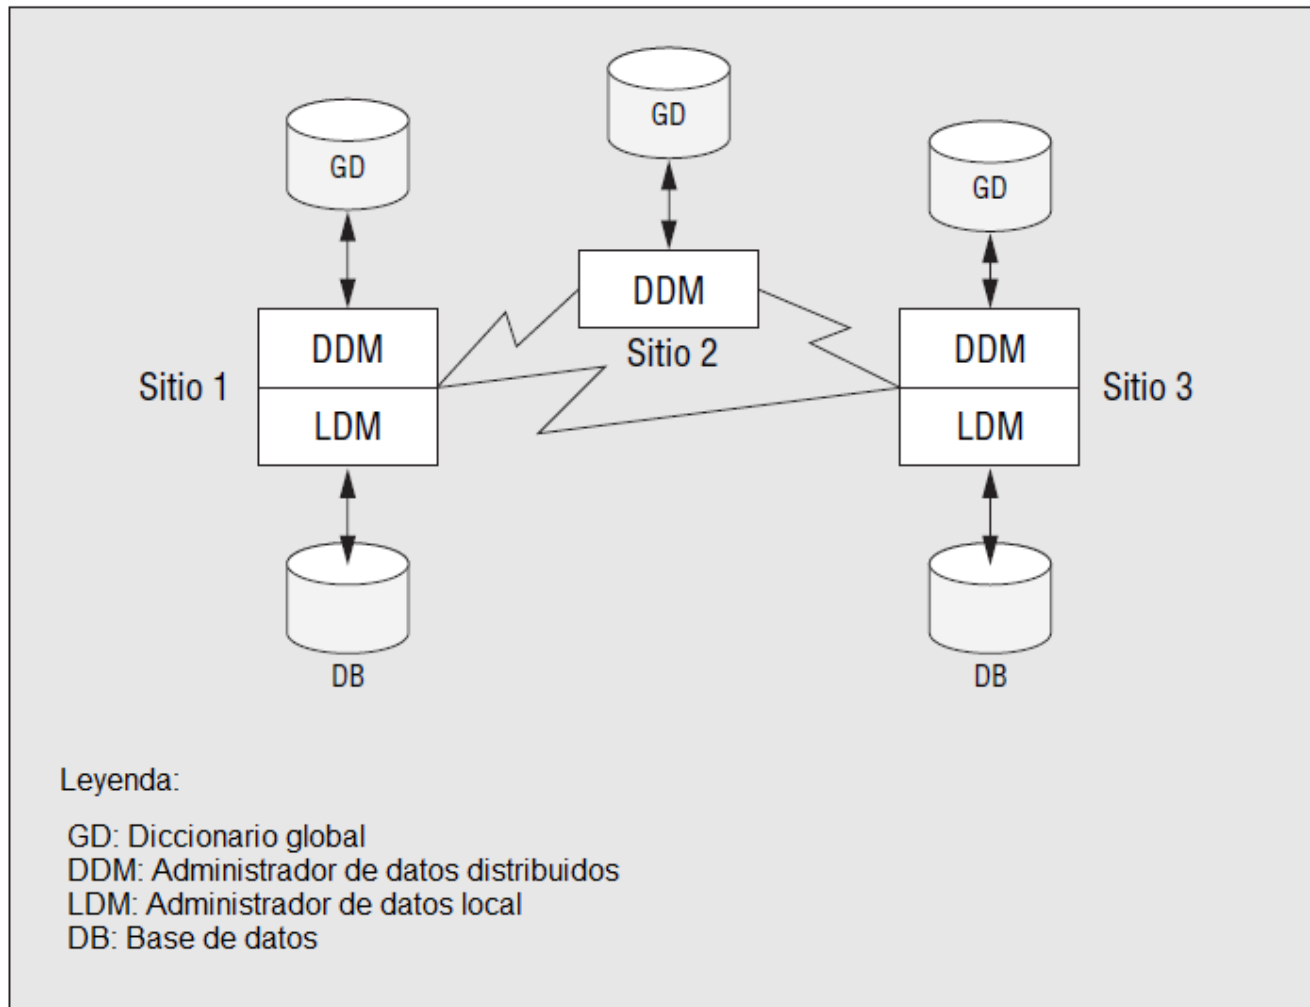 GD
GD
GD
DDM
DDM
DDM
Sitio 2
Sitio 1
Sitio 3
LDM
LDM
DB
DB
Leyenda:
GD: Diccionario global
DDM: Administrador de datos distribuidos
LDM: Administrador de datos local
DB: Base de datos